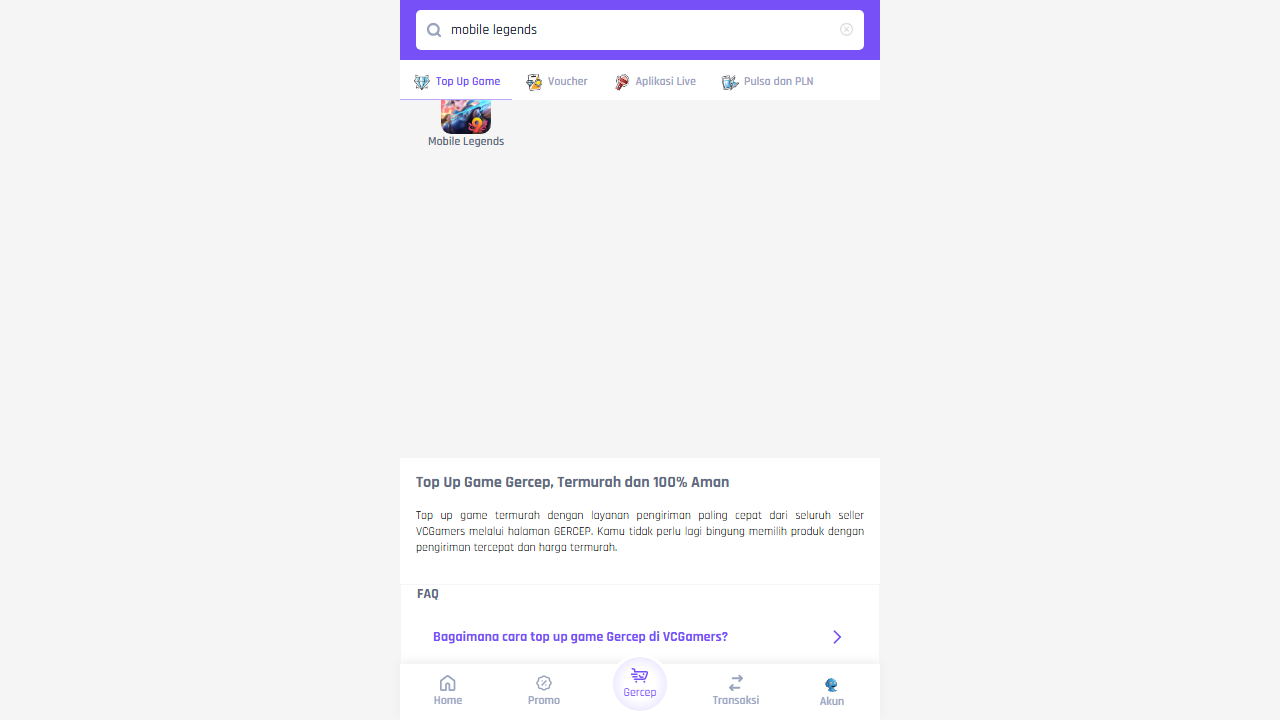 mobile legends
Top Up Game
Voucher
Aplikasi Live
Pulsa dan PLN
Mobile Legends
Top Up Game Gercep, Termurah dan 100% Aman
Top up game termurah dengan layanan pengiriman paling cepat dari seluruh seller
VCGamers melalui halaman GERCEP. Kamu tidak perlu lagi bingung memilih produk dengan
pengiriman tercepat dan harga termurah.
FAQ
Bagaimana cara top up game Gercep di VCGamers?
Home
Promo
Gercep
Transaksi
Akun